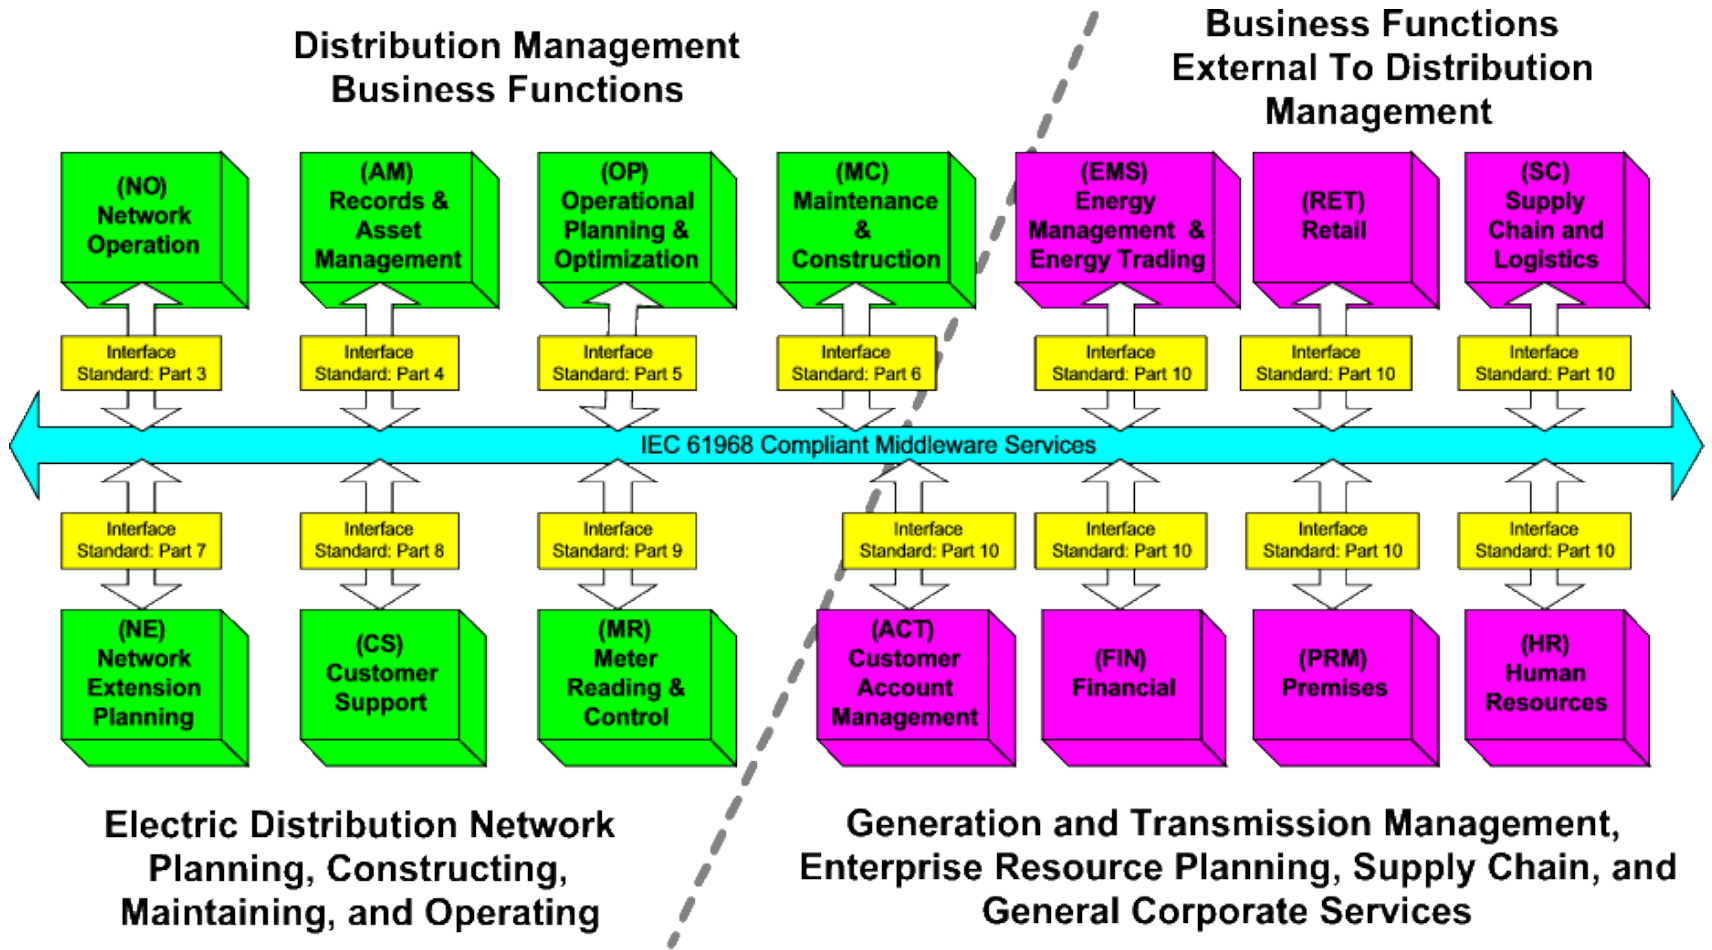 Distribution Management
Business Functions
Business Functions
External To Distribution
Management
(NO)
Network
Operation
(AM)
Records &
Asset
Management
(OP)
Operational
Planning &
Optimization
(MC)
Maintenance
&
Construction
(EMS)
Energy
Management &
Energy Trading
(RET)
Retail
(SC)
Supply
Chain and
Logistics
Interface
Standard: Part 3
Interface
Standard: Part 4
Interface
Standard: Part 5
Interface
Standard: Part 6
Interface
Standard: Part 10
Interface
Standard: Part 10
Interface
Standard: Part 10
IEC 61968 Compliant Middleware Services
Interface
Standard: Part 7
Interface
Standard: Part 8
Interface
Standard: Part 9
Interface
Standard: Part 10
Interface
Standard: Part 10
Interface
Standard: Part 10
Interface
Standard: Part 10
(NE)
Network
Extension
Planning
(CS)
Customer
Support
(MR)
Meter
Reading &
Control
(ACT)
Customer
Account
Management
(FIN)
Financial
(PRM)
Premises
(HR)
Human
Resources
Electric Distribution Network
Planning, Constructing,
Maintaining, and Operating
Generation and Transmission Management,
Enterprise Resource Planning, Supply Chain, and
General Corporate Services